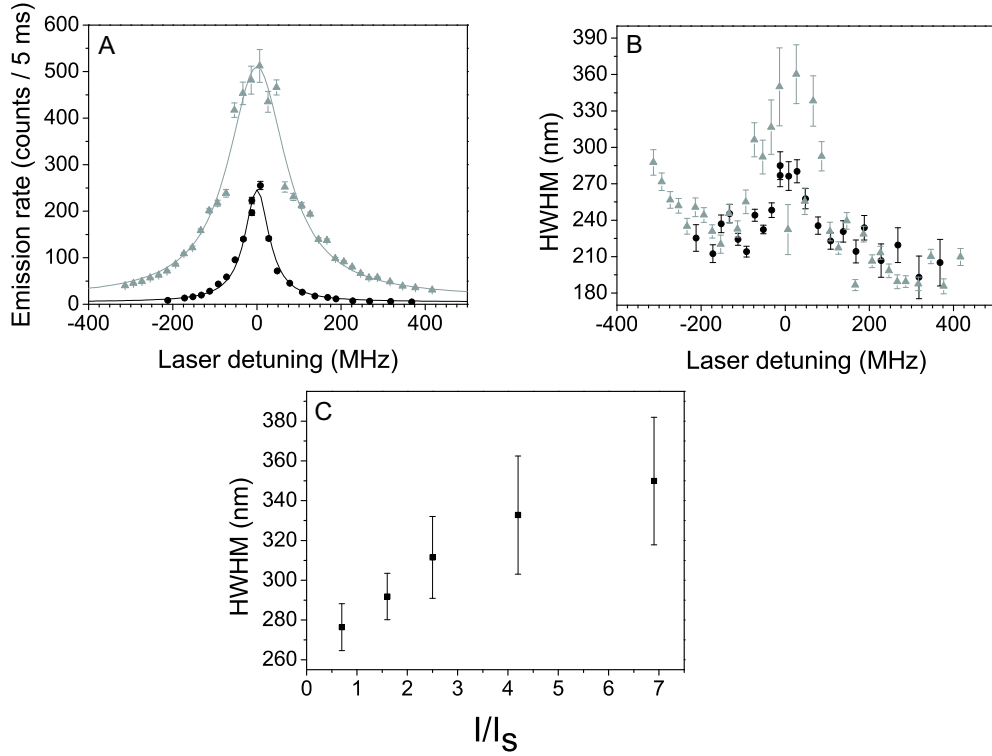 A
Emission rate (counts / 5 ms)
600
500
400
300
200
100
0
-400 -200 0 200 400
Laser detuning (MHz)
B
HWHM (nm)
390
360
330
300
270
240
210
180
-400 -200 0 200 400
Laser detuning (MHz)
C
HWHM (nm)
380
360
340
320
300
280
260
0 1 2 3 4 5 6 7
I/Is